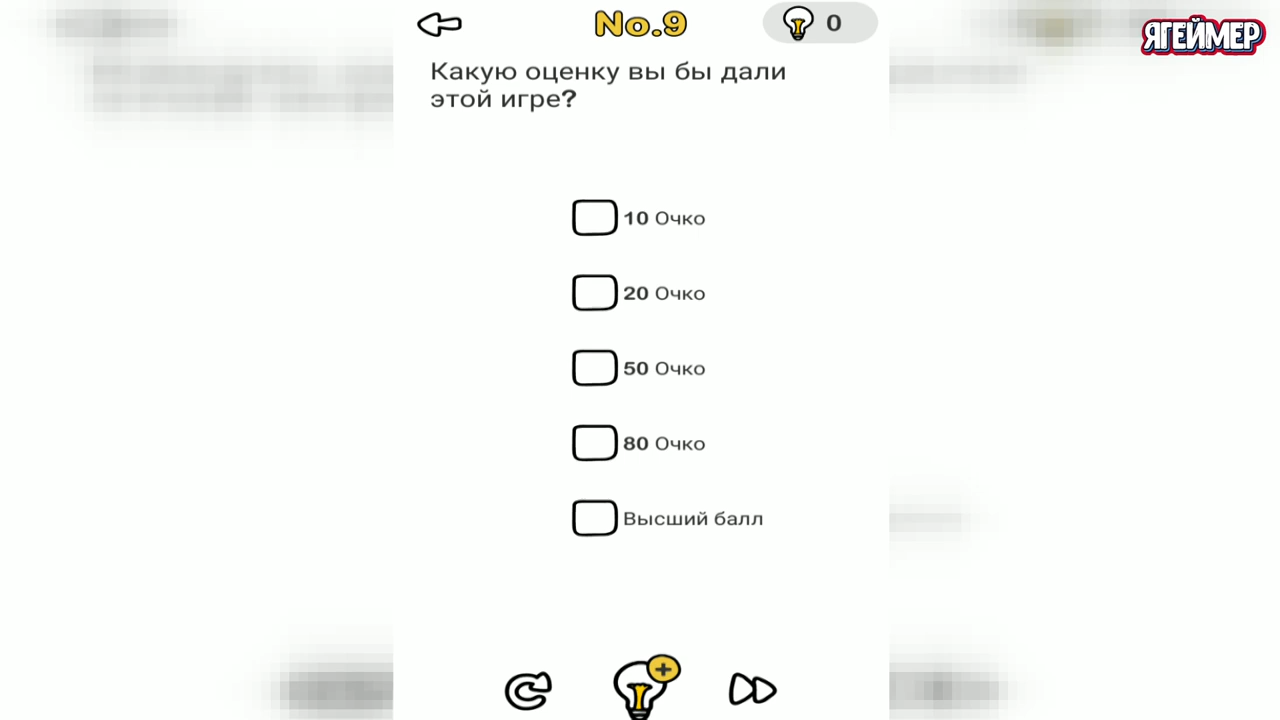 No.9
0
ЯГЕЙМЕР
Какую оценку вы бы дали
этой игре?
10 Очко
20 Очко
50 Очко
80 Очко
Высший балл